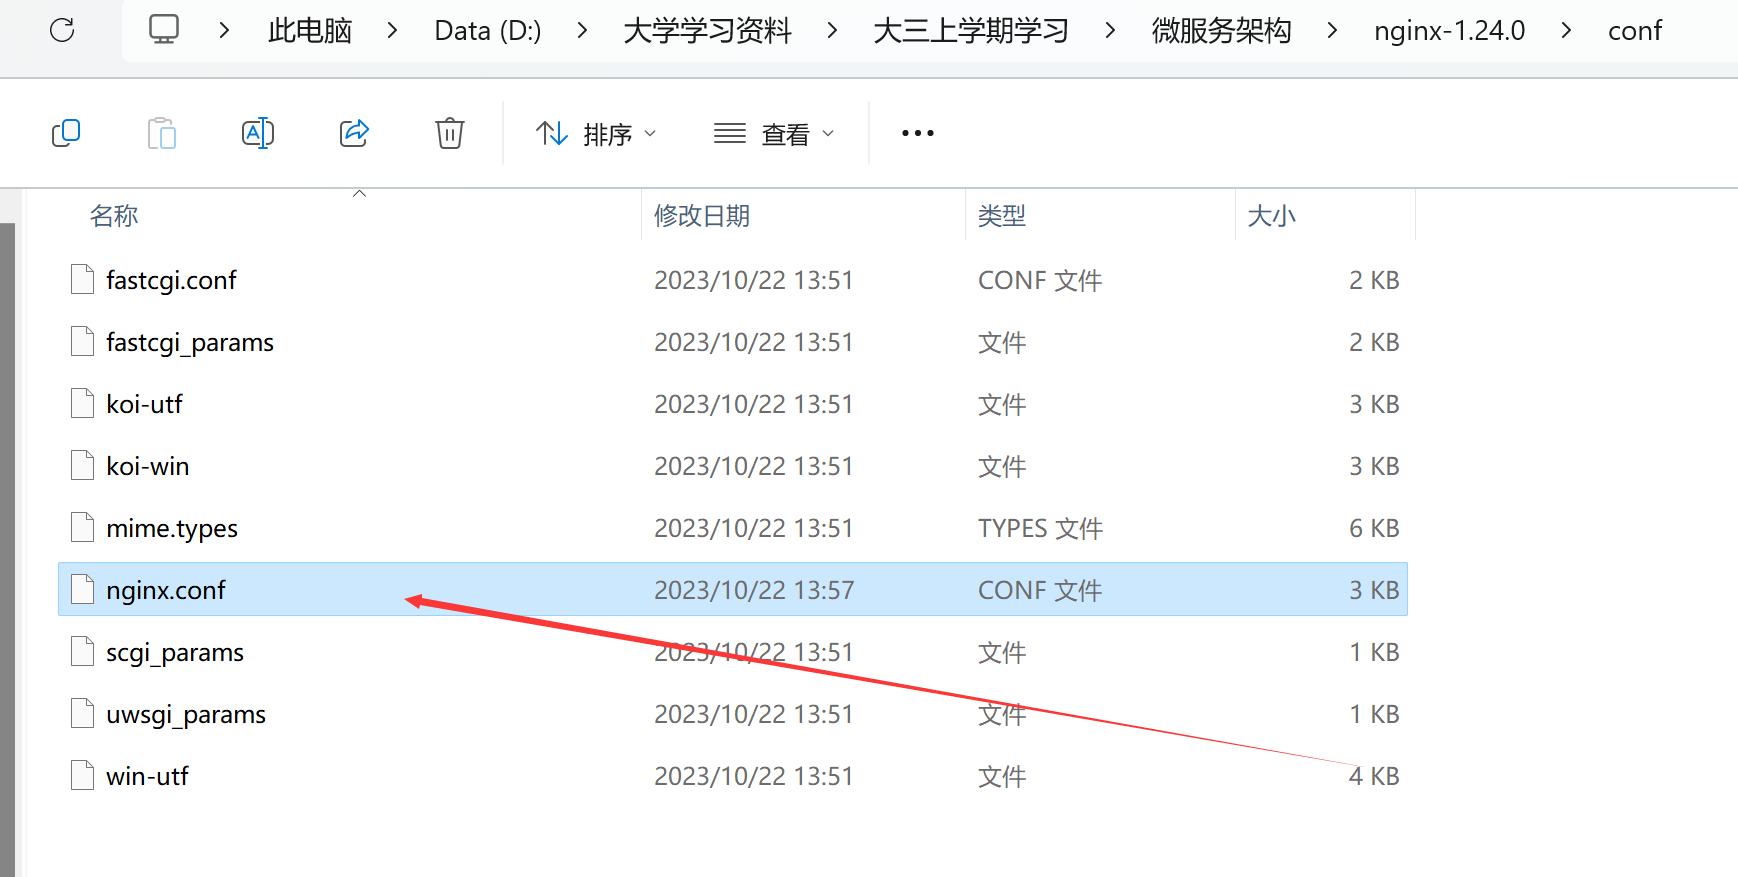 此电脑 > Data (D:) > 大学学习资料 > 大三上学期学习 > 微服务架构 > nginx-1.24.0 > conf
排序 查看 •••
名称 修改日期 类型 大小
fastcgi.conf 2023/10/22 13:51 CONF 文件 2 KB
fastcgi_params 2023/10/22 13:51 文件 2 KB
koi-utf 2023/10/22 13:51 文件 3 KB
koi-win 2023/10/22 13:51 文件 3 KB
mime.types 2023/10/22 13:51 TYPES 文件 6 KB
nginx.conf 2023/10/22 13:57 CONF 文件 3 KB
scgi_params 2023/10/22 13:51 文件 1 KB
uwsgi_params 2023/10/22 13:51 文件 1 KB
win-utf 2023/10/22 13:51 文件 4 KB